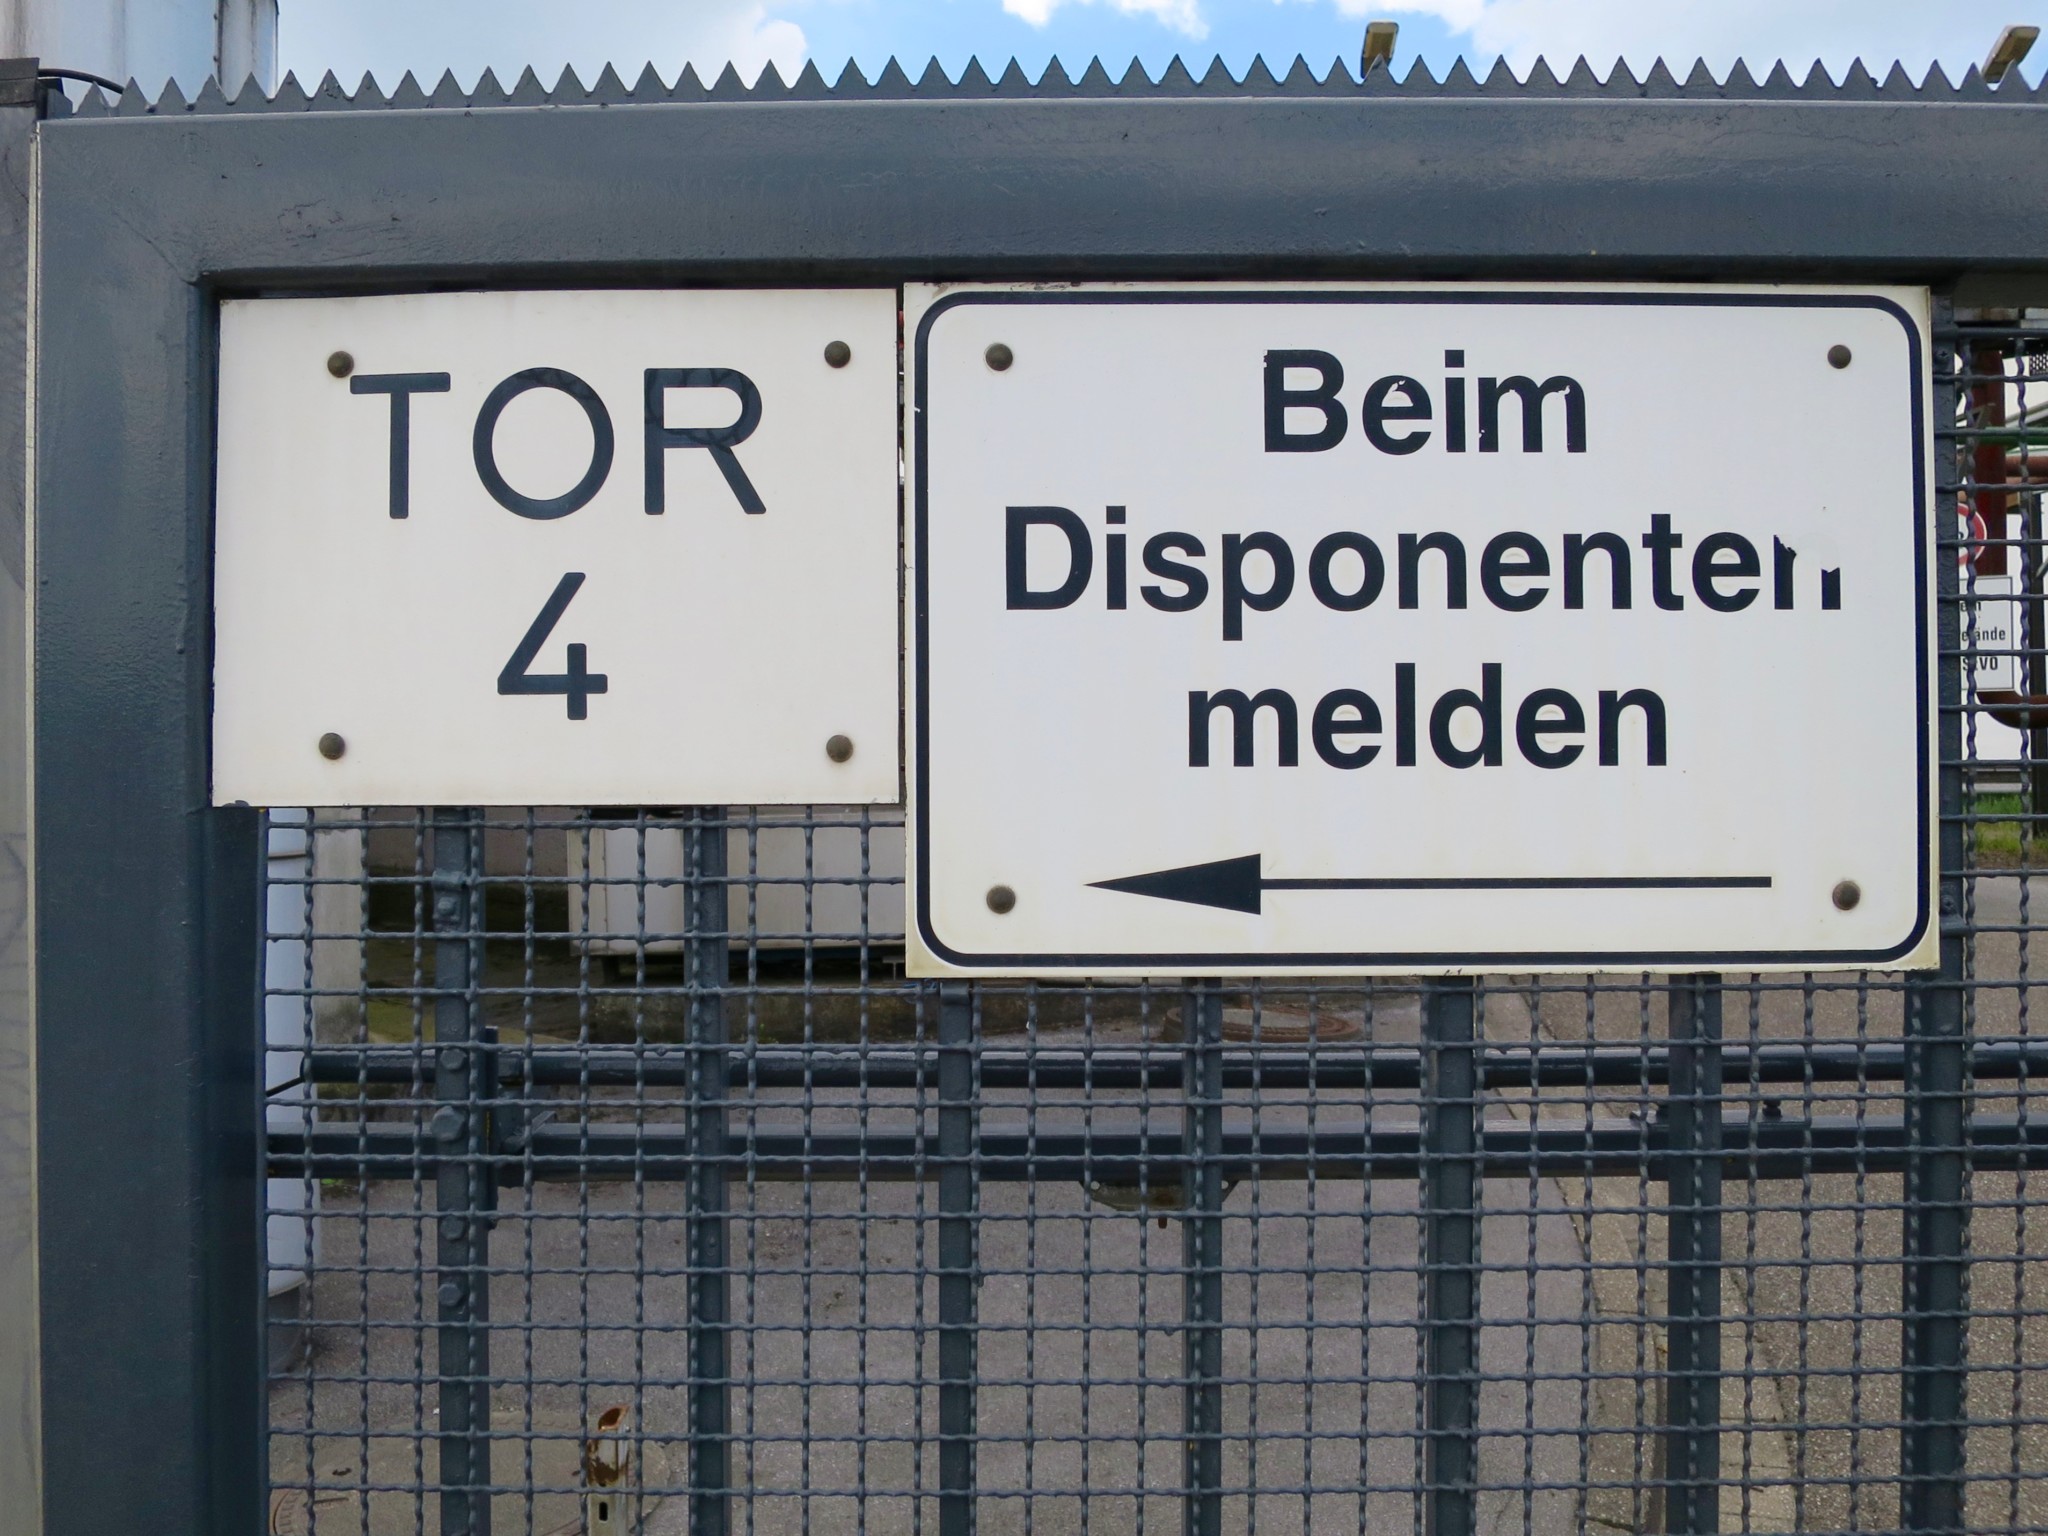 TOR
4
Beim
Disponenten
melden